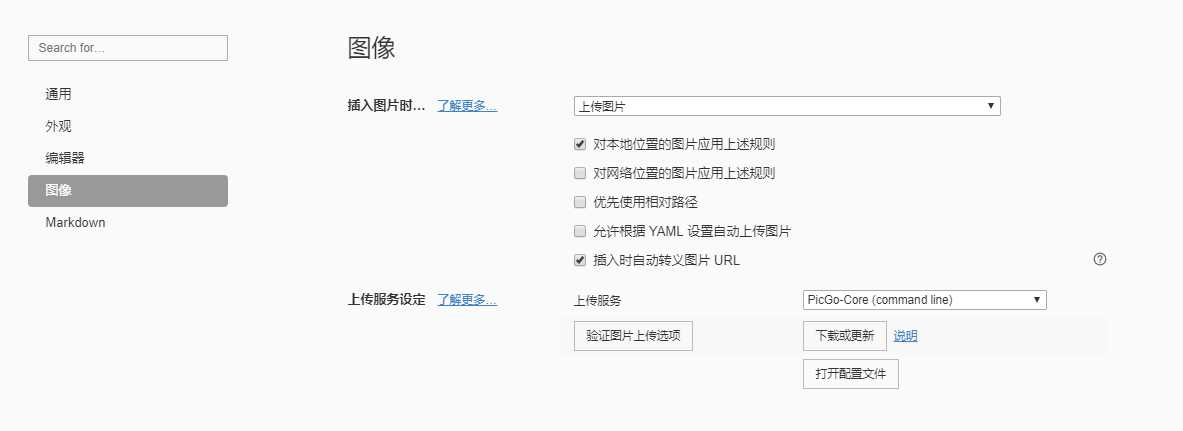 Search for...
通用
外观
编辑器
图像
Markdown
图像
插入图片时... 了解更多...
上传图片
对本地位置的图片应用上述规则
对网络位置的图片应用上述规则
优先使用相对路径
允许根据 YAML 设置自动上传图片
插入时自动转义图片 URL
上传服务设定 了解更多...
上传服务 PicGo-Core (command line)
验证图片上传选项 下载或更新 说明
打开配置文件